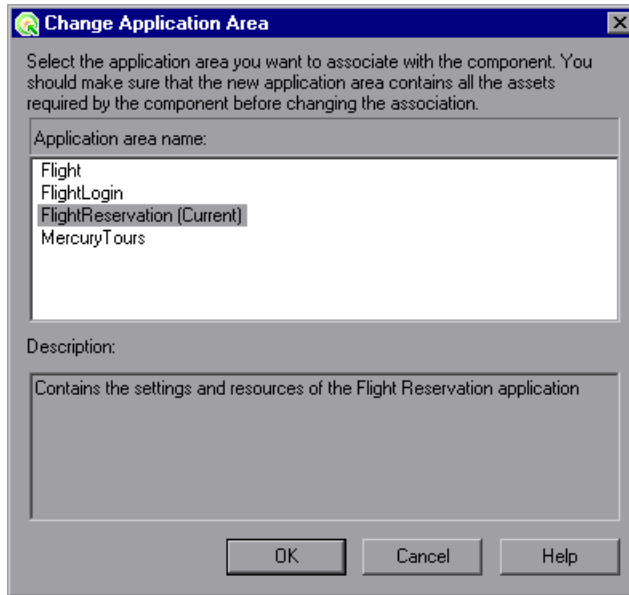 Change Application Area
Select the application area you want to associate with the component. You
should make sure that the new application area contains all the assets
required by the component before changing the association.
Application area name:
Flight
FlightLogin
FlightReservation (Current)
MercuryTours
Description:
Contains the settings and resources of the Flight Reservation application
OK
Cancel
Help